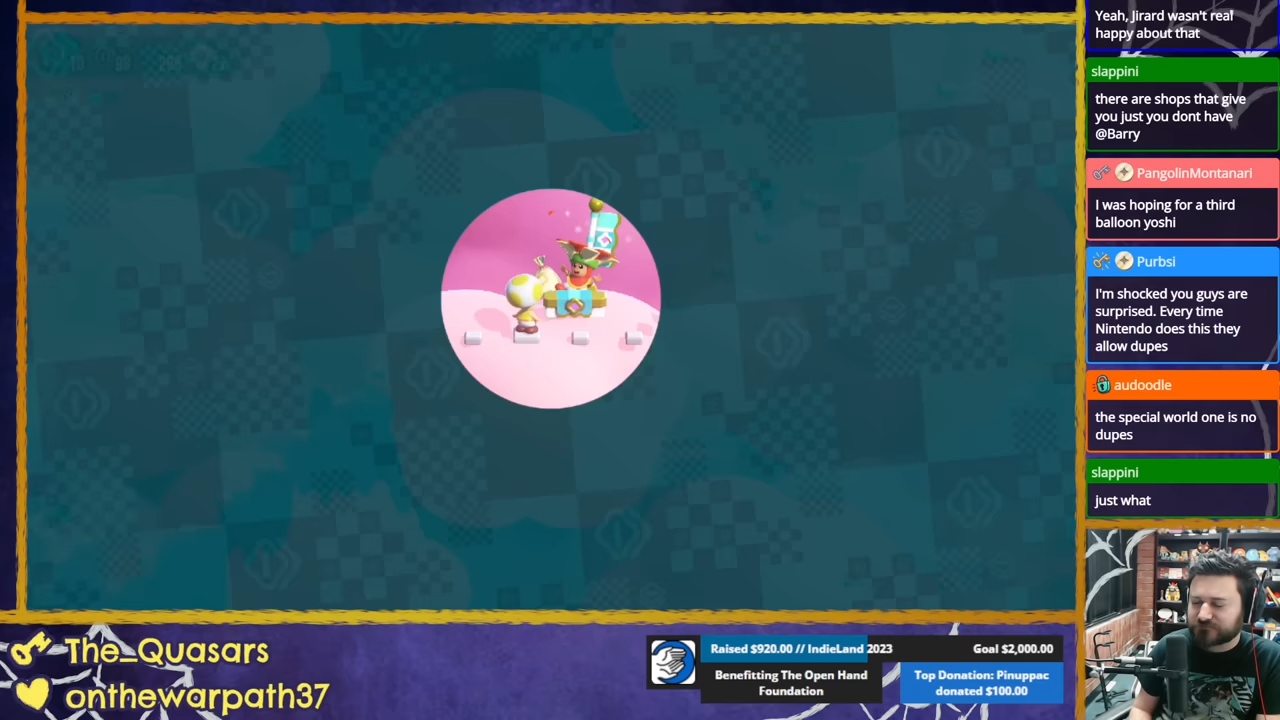 Yeah, Jirard wasn't real
happy about that
slappini
there are shops that give
you just you dont have
@Barry
PangolinMontanari
I was hoping for a third
balloon yoshi
Purbsi
I'm shocked you guys are
surprised. Every time
Nintendo does this they
allow dupes
audoodle
the special world one is no
dupes
slappini
just what
The_Quasars
onthewarpath37
Raised $920.00 // IndieLand 2023
Goal $2,000.00
Benefitting The Open Hand
Foundation
Top Donation: Pinuppac
donated $100.00